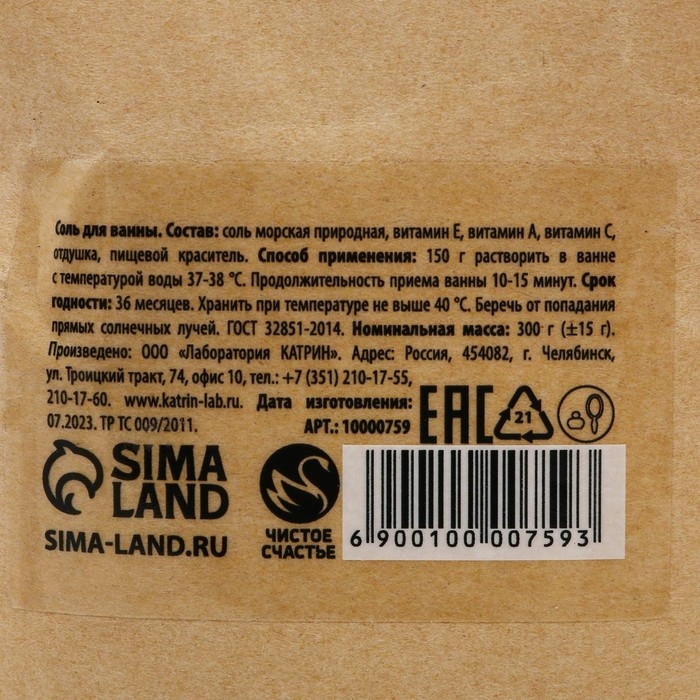 Соль для ванны. Состав: соль морская природная, витамин Е, витамин А, витамин С,
отдушка, пищевой краситель. Способ применения: 150 г растворить в ванне
с температурой воды 37-38 °С. Продолжительность приема ванны 10-15 минут. Срок
годности: 36 месяцев. Хранить при температуре не выше 40 °С. Беречь от попадания
прямых солнечных лучей. ГОСТ 32851-2014. Номинальная масса: 300 г (±15 г).
Произведено: ООО «Лаборатория КАТРИН». Адрес: Россия, 454082, г. Челябинск,
ул. Троицкий тракт, 74, офис 10, тел.: +7 (351) 210-17-55,
210-17-60. www.katrin-lab.ru. Дата изготовления:
07.2023. ТР ТС 009/2011. АРТ.: 10000759
EAC 21
SIMA
LAND
SIMA-LAND.RU
ЧИСТОЕ
СЧАСТЬЕ
6 900100 007593